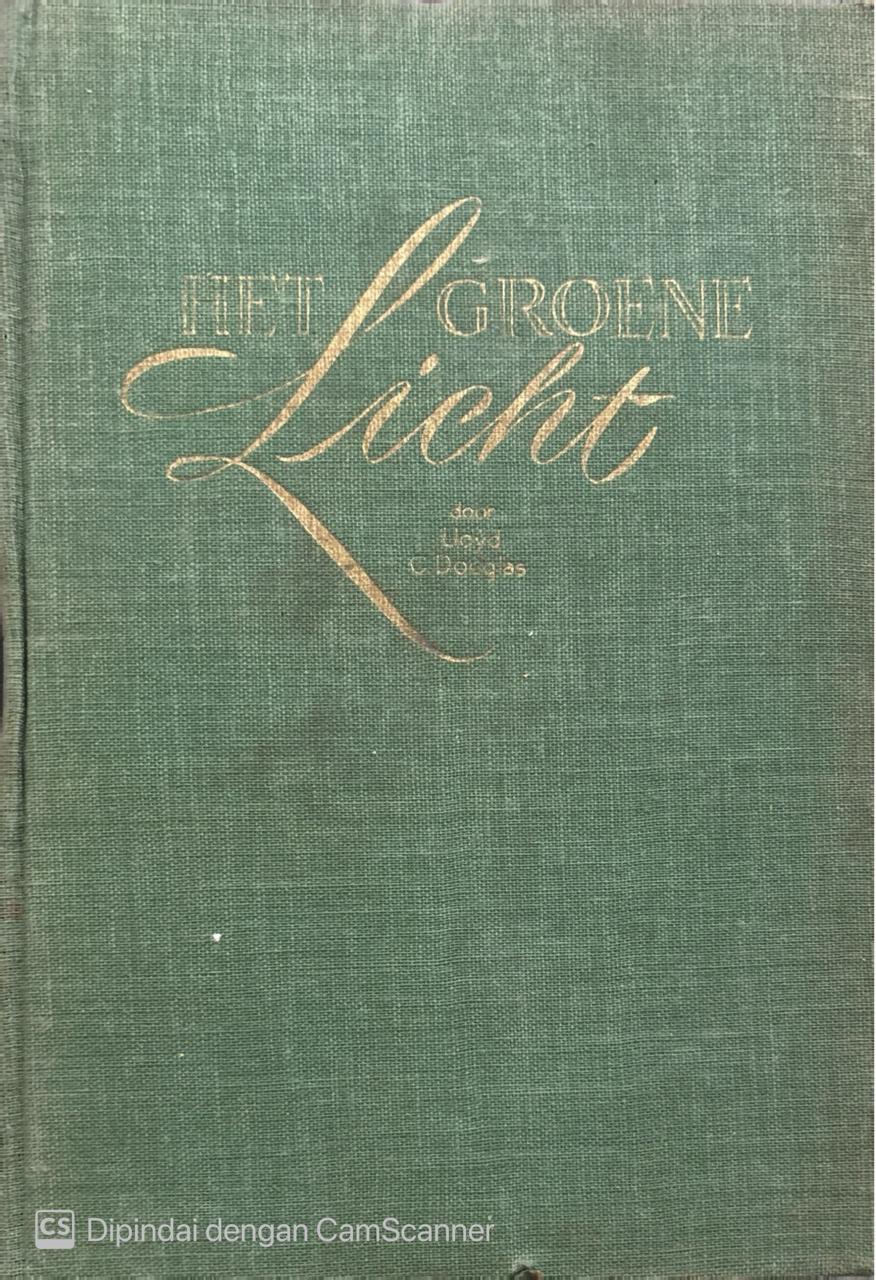 HET GROENE
Licht
door
Lloyd
C. Douglas
CS Dipindai dengan CamScanner